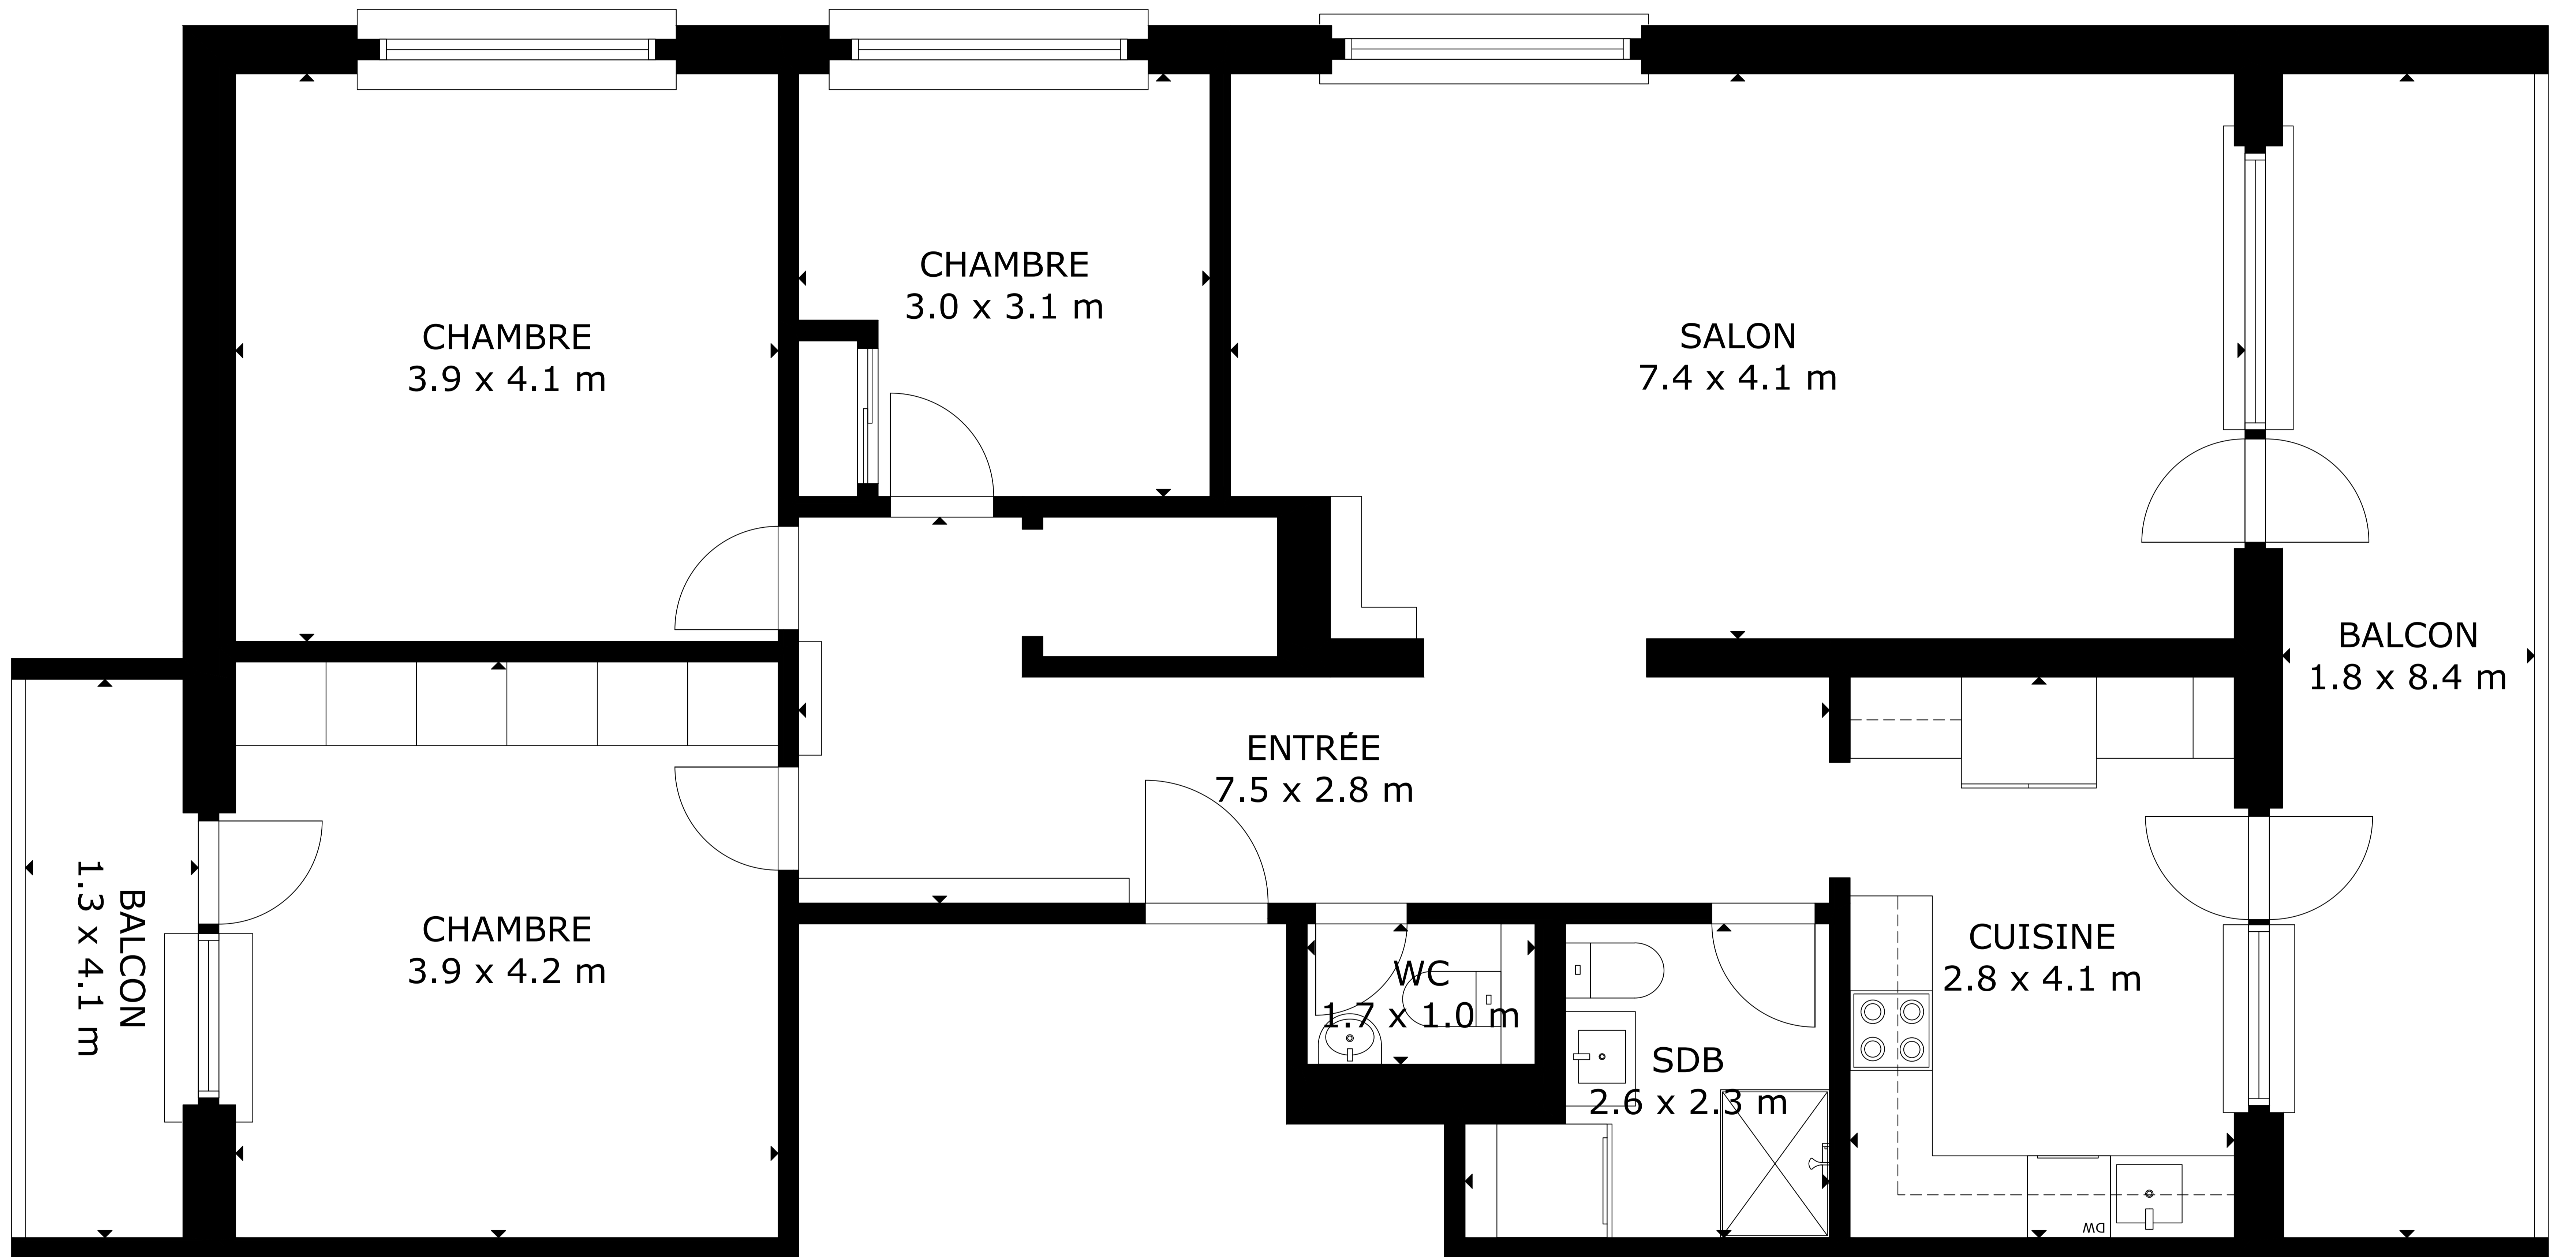 CHAMBRE
3.9 x 4.1 m
CHAMBRE
3.0 x 3.1 m
SALON
7.4 x 4.1 m
BALCON
1.8 x 8.4 m
ENTRÉE
7.5 x 2.8 m
BALCON
1.3 x 4.1 m
CHAMBRE
3.9 x 4.2 m
WC
1.7 x 1.0 m
SDB
2.6 x 2.3 m
CUISINE
2.8 x 4.1 m
DW